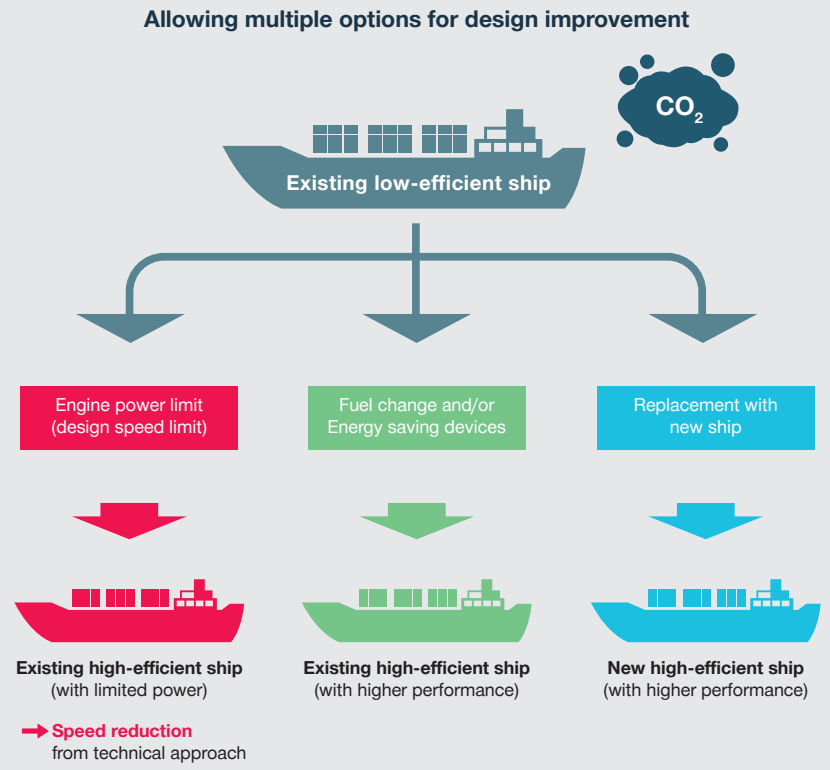 Allowing multiple options for design improvement
CO₂
Existing low-efficient ship
Engine power limit
(design speed limit)
Fuel change and/or
Energy saving devices
Replacement with
new ship
Existing high-efficient ship
(with limited power)
Existing high-efficient ship
(with higher performance)
New high-efficient ship
(with higher performance)
Speed reduction
from technical approach